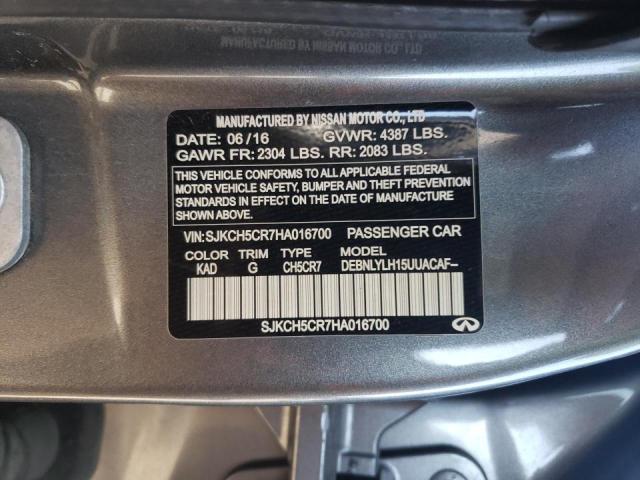 MANUFACTURED BY NISSAN MOTOR CO., LTD
DATE: 06/16 GVWR: 4387 LBS.
GAWR FR: 2304 LBS. RR: 2083 LBS.
THIS VEHICLE CONFORMS TO ALL APPLICABLE FEDERAL
MOTOR VEHICLE SAFETY, BUMPER AND THEFT PREVENTION
STANDARDS IN EFFECT ON THE DATE OF MANUFACTURE
SHOWN ABOVE.
VIN: SJKCH5CR7HA016700 PASSENGER CAR
COLOR TRIM TYPE MODEL
KAD G CH5CR7 DEBNLYLH15UUACAF-
SJKCH5CR7HA016700